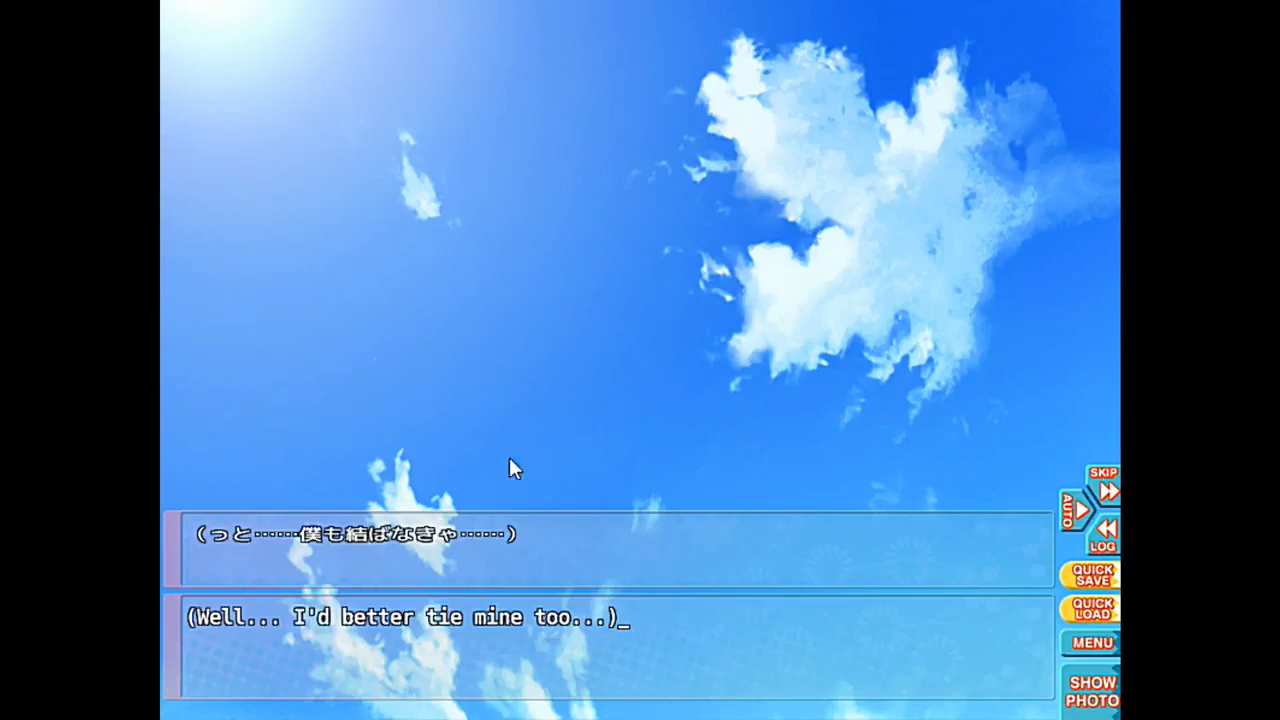 (っと……僕も結ばなきゃ……)
(Well... I'd better tie mine too...)_
SKIP
AUTO
LOG
QUICK
SAVE
QUICK
LOAD
MENU
SHOW
PHOTO